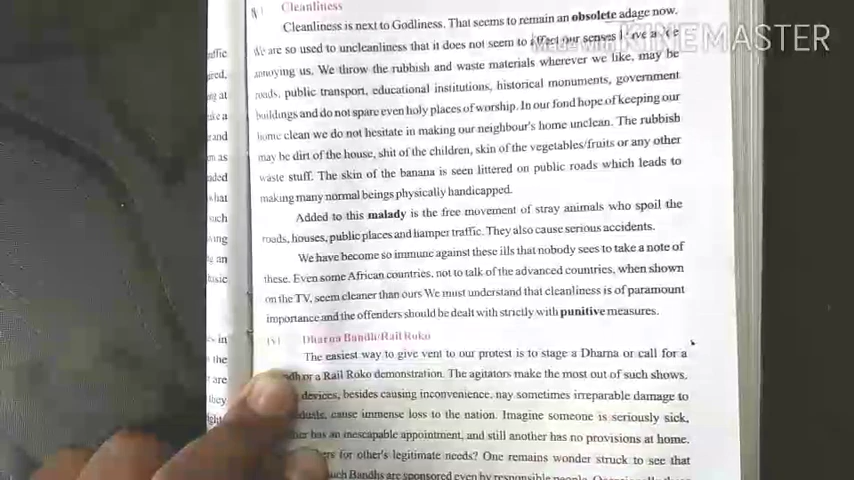 Cleanliness
Cleanliness is next to Godliness. That seems to remain an obsolete adage now.
We are so used to uncleanliness that it does not seem to affect our senses
Made with KINEMASTER
annoying us. We throw the rubbish and waste materials wherever we like, may be
roads, public transport, educational institutions, historical monuments, government
buildings and do not spare even holy places of worship. In our fond hope of keeping our
home clean we do not hesitate in making our neighbour's home unclean. The rubbish
may be dirt of the house, shit of the children, skin of the vegetables/fruits or any other
waste stuff. The skin of the banana is seen littered on public roads which leads to
making many normal beings physically handicapped.
Added to this malady is the free movement of stray animals who spoil the
roads, houses, public places and hamper traffic. They also cause serious accidents.
We have become so immune against these ills that nobody sees to take a note of
these. Even some African countries, not to talk of the advanced countries, when shown
on the TV, seem cleaner than ours We must understand that cleanliness is of paramount
importance and the offenders should be dealt with strictly with punitive measures.
Dharna Bandh/Rail Roko
The easiest way to give vent to our protest is to stage a Dharna or call for a
or a Rail Roko demonstration. The agitators make the most out of such shows.
devices, besides causing inconvenience, nay sometimes irreparable damage to
cause immense loss to the nation. Imagine someone is seriously sick,
has an inescapable appointment, and still another has no provisions at home.
for other's legitimate needs? One remains wonder struck to see that
such Bandhs are sponsored even by responsible people.